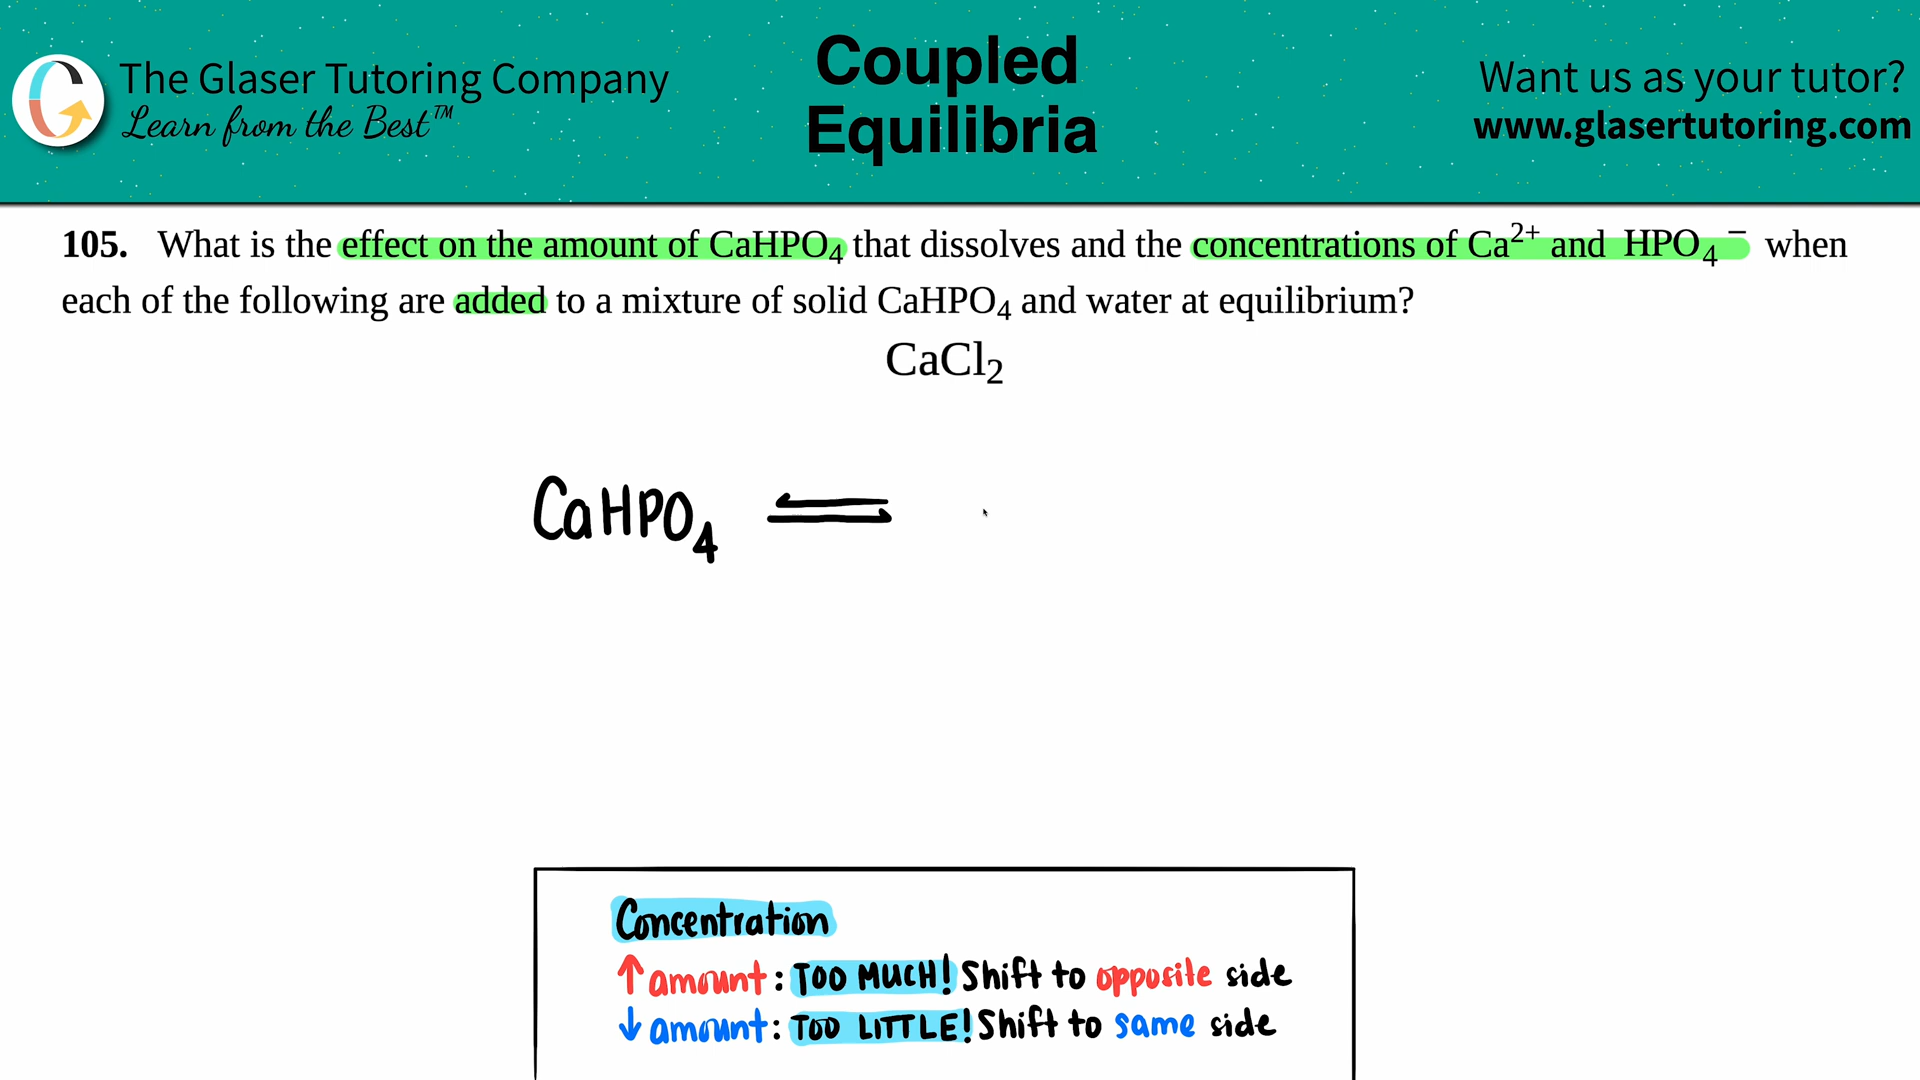 The Glaser Tutoring Company
Learn from the Best™
Coupled
Equilibria
Want us as your tutor?
www.glasertutoring.com
105. What is the effect on the amount of CaHPO₄ that dissolves and the concentrations of Ca²⁺ and HPO₄⁻ when
each of the following are added to a mixture of solid CaHPO₄ and water at equilibrium?
CaCl₂
CaHPO₄ ⇌
Concentration
↑ amount: TOO MUCH! Shift to opposite side
↓ amount: TOO LITTLE! Shift to same side